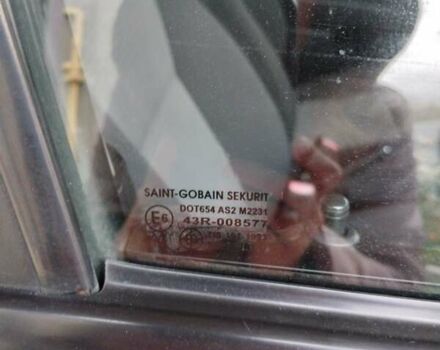 SAINT-GOBAIN SEKURIT
DOT654 AS2 M2231
E6 43R-008577